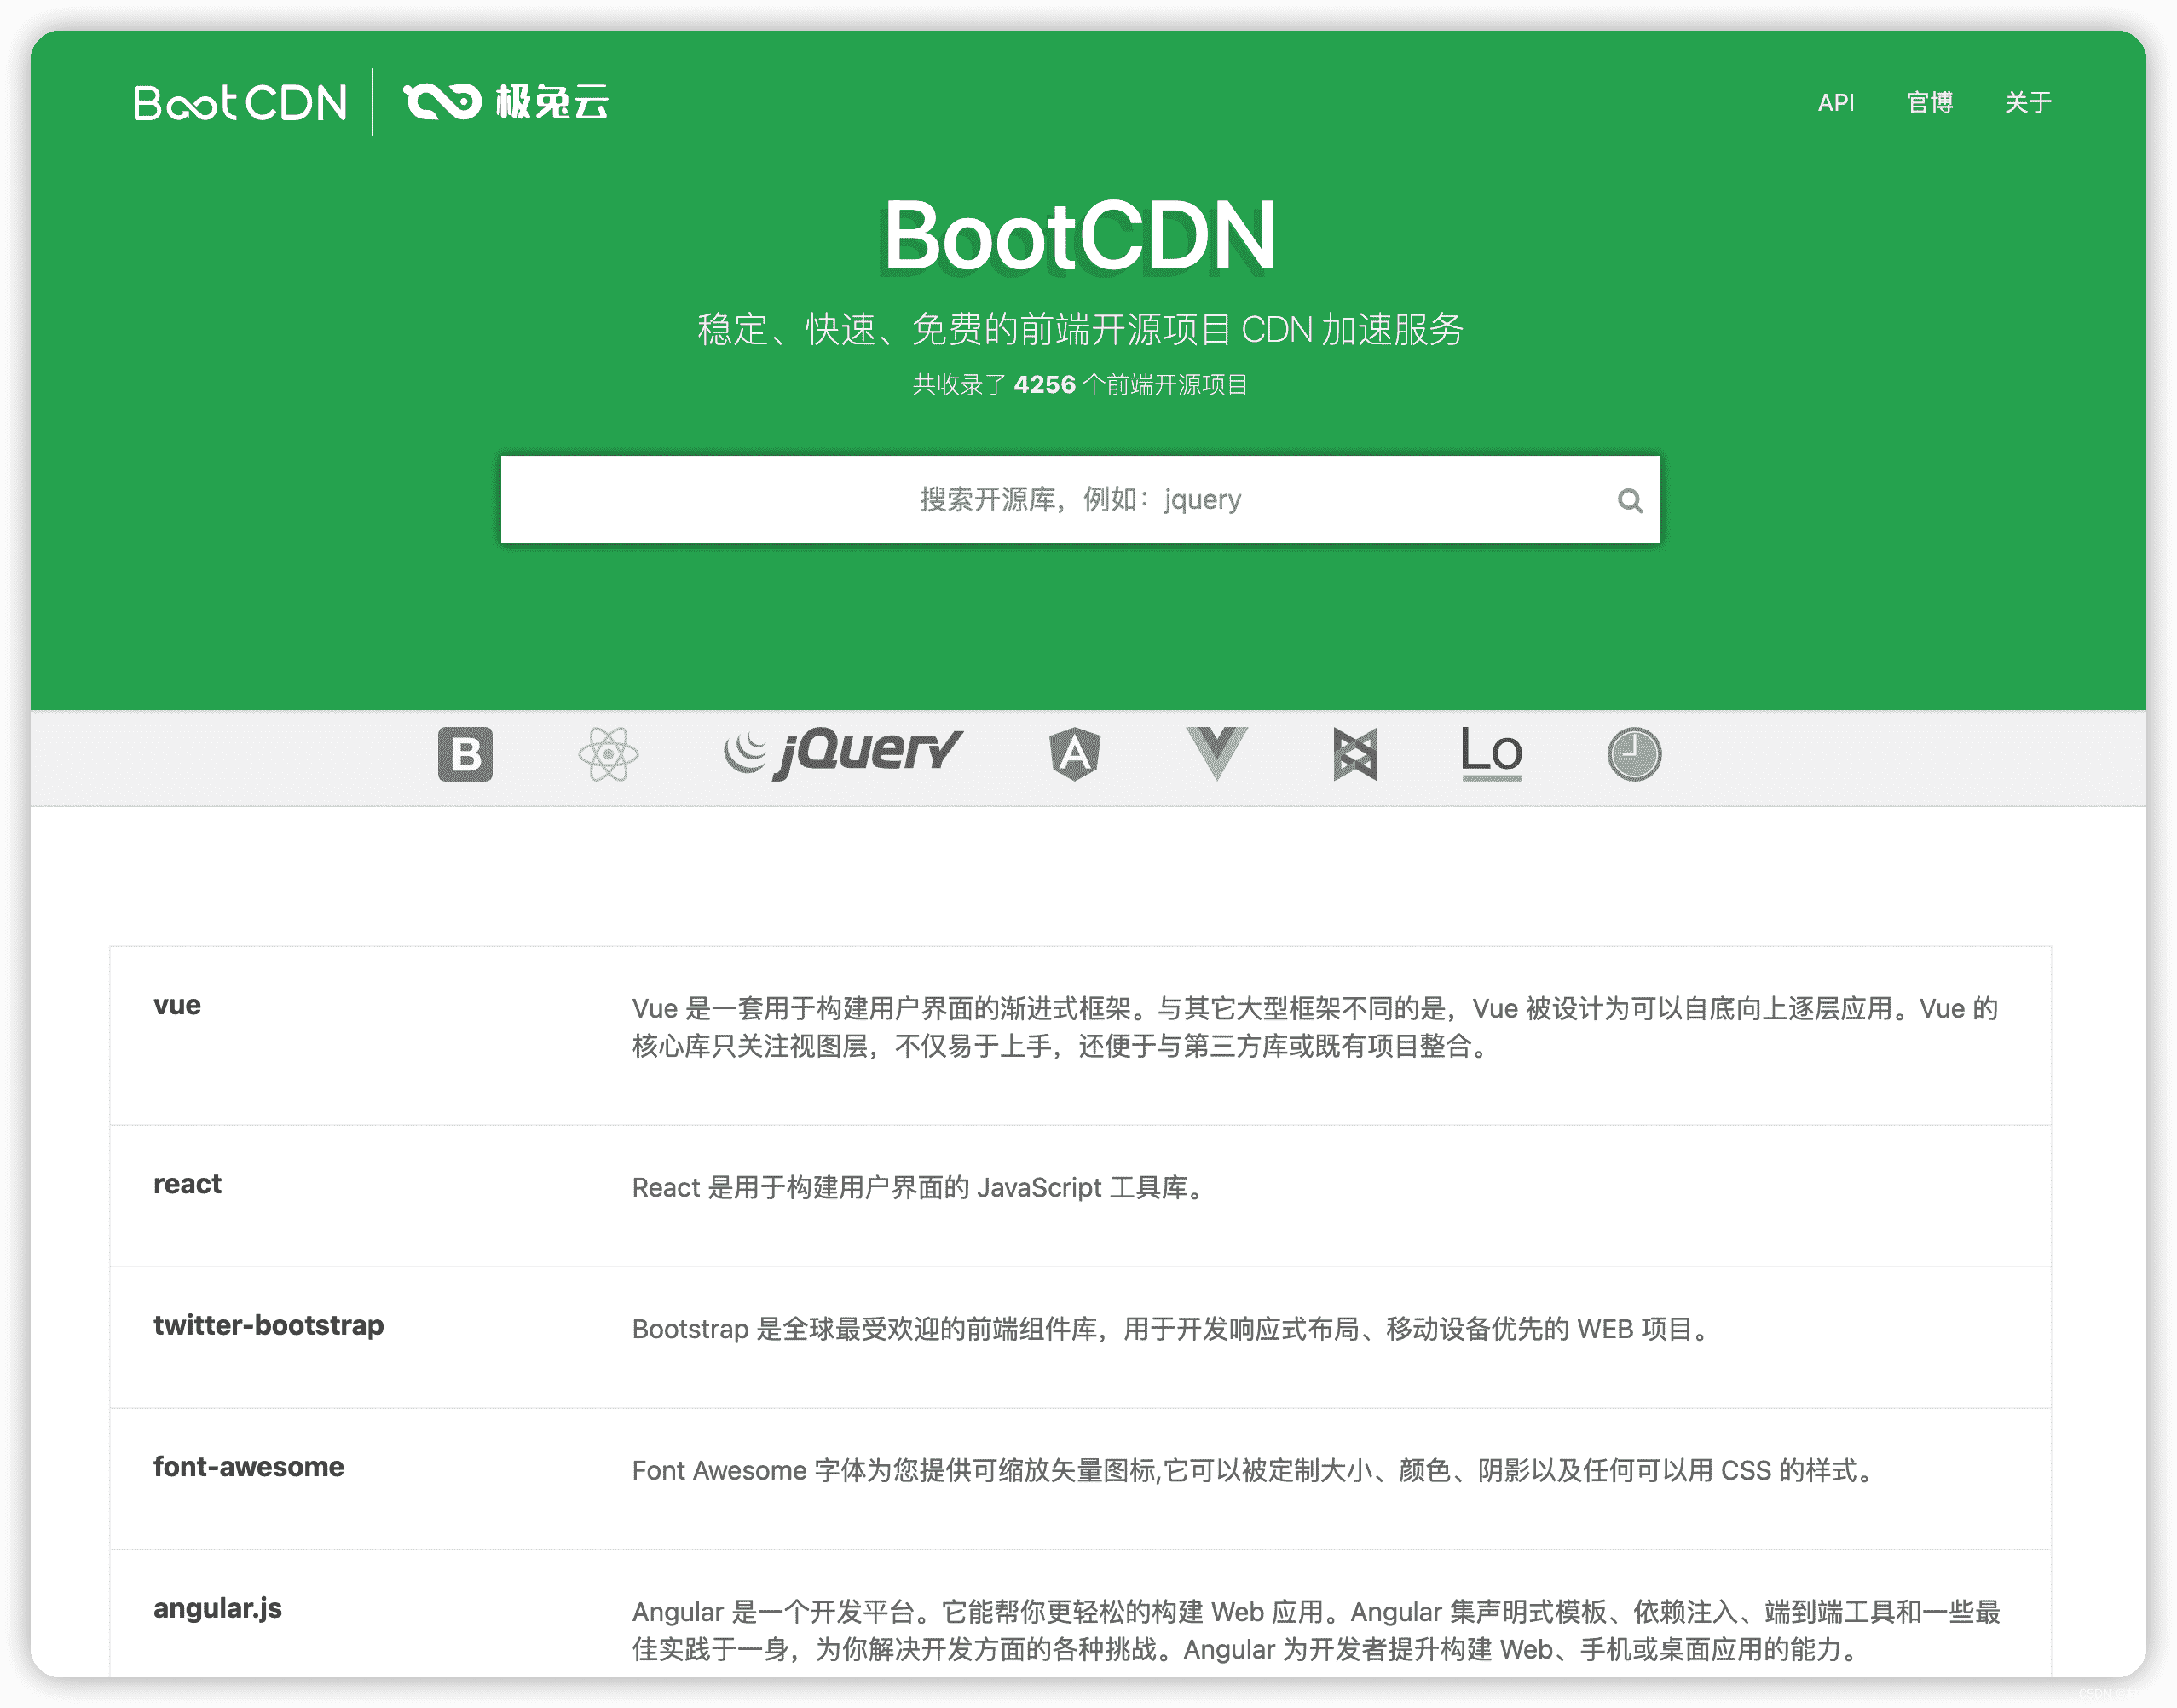 BootCDN 极兔云
API 官博 关于
BootCDN
稳定、快速、免费的前端开源项目 CDN 加速服务
共收录了 4256 个前端开源项目
搜索开源库，例如：jquery
B jQuery A Lo
vue
Vue 是一套用于构建用户界面的渐进式框架。与其它大型框架不同的是，Vue 被设计为可以自底向上逐层应用。Vue 的
核心库只关注视图层，不仅易于上手，还便于与第三方库或既有项目整合。
react
React 是用于构建用户界面的 JavaScript 工具库。
twitter-bootstrap
Bootstrap 是全球最受欢迎的前端组件库，用于开发响应式布局、移动设备优先的 WEB 项目。
font-awesome
Font Awesome 字体为您提供可缩放矢量图标,它可以被定制大小、颜色、阴影以及任何可以用 CSS 的样式。
angular.js
Angular 是一个开发平台。它能帮你更轻松的构建 Web 应用。Angular 集声明式模板、依赖注入、端到端工具和一些最
佳实践于一身，为你解决开发方面的各种挑战。Angular 为开发者提升构建 Web、手机或桌面应用的能力。